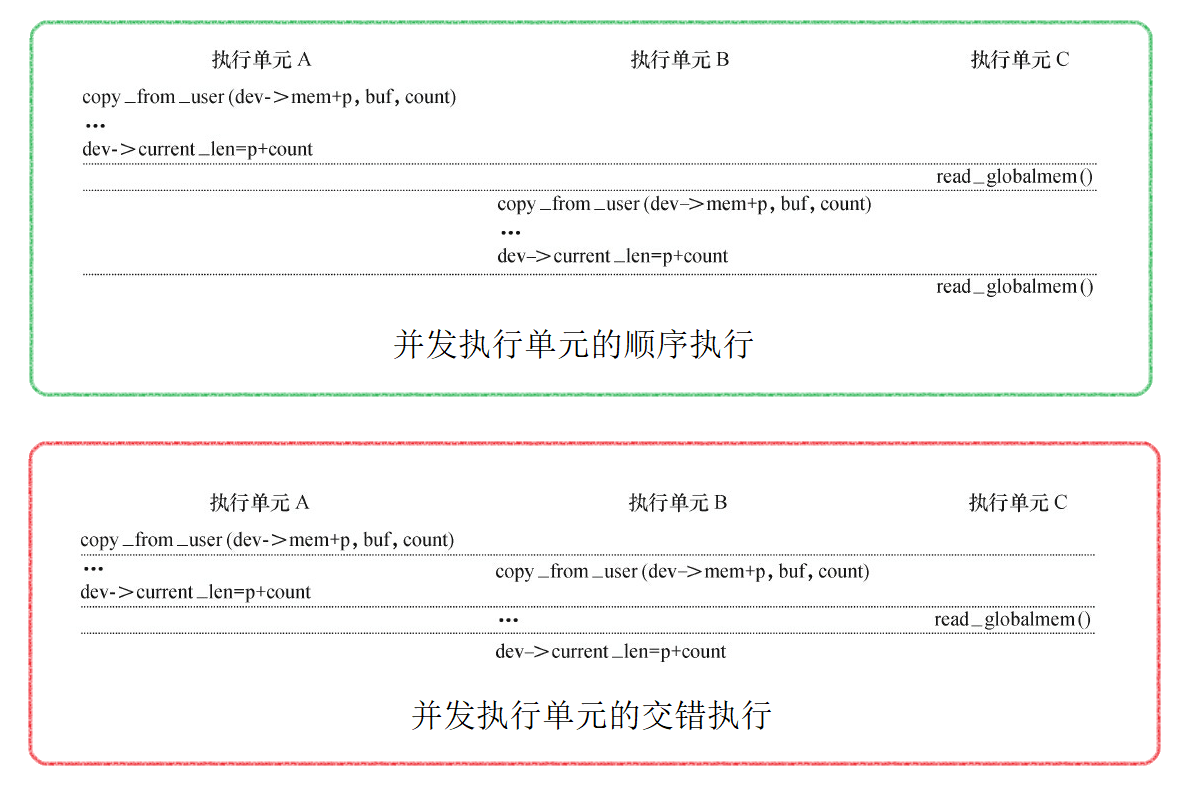 执行单元 A 执行单元 B 执行单元 C
copy_from_user (dev->mem+p, buf, count)
...
dev->current_len=p+count
read_globalmem()
copy_from_user (dev->mem+p, buf, count)
...
dev->current_len=p+count
read_globalmem()
并发执行单元的顺序执行
执行单元 A 执行单元 B 执行单元 C
copy_from_user (dev->mem+p, buf, count)
...
copy_from_user (dev->mem+p, buf, count)
dev->current_len=p+count
... read_globalmem()
dev->current_len=p+count
并发执行单元的交错执行